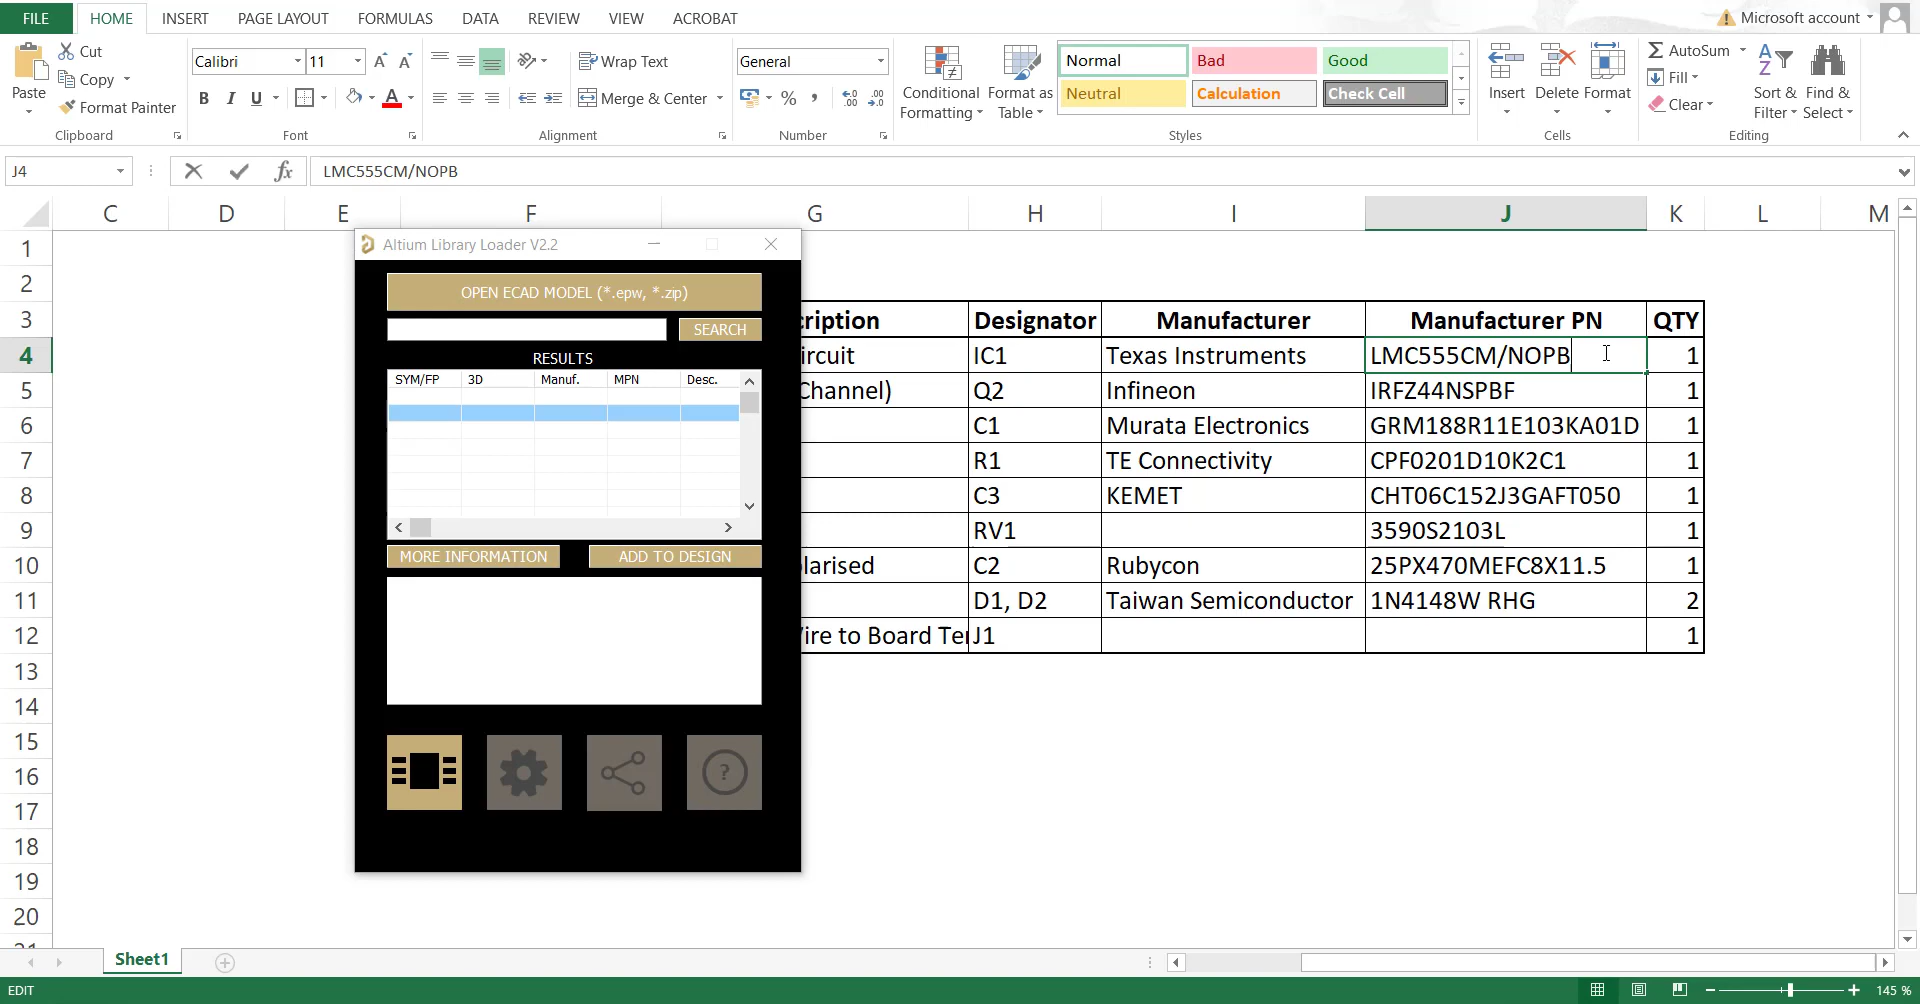 FILE HOME INSERT PAGE LAYOUT FORMULAS DATA REVIEW VIEW ACROBAT Microsoft account
Paste Cut Copy Format Painter Clipboard
Calibri 11 B I U A Font
Wrap Text Merge & Center Alignment
General % , Number
Conditional Formatting Format as Table
Normal Bad Good
Neutral Calculation Check Cell
Styles
Insert Delete Format Cells
AutoSum Fill Clear Sort & Filter Find & Select Editing
J4 fx LMC555CM/NOPB
C D E F G H I J K L M
1
2
3 cription Designator Manufacturer Manufacturer PN QTY
4 ircuit IC1 Texas Instruments LMC555CM/NOPB 1
5 Channel) Q2 Infineon IRFZ44NSPBF 1
6 C1 Murata Electronics GRM188R11E103KA01D 1
7 R1 TE Connectivity CPF0201D10K2C1 1
8 C3 KEMET CHT06C152J3GAFT050 1
9 RV1 3590S2103L 1
10 larised C2 Rubycon 25PX470MEFC8X11.5 1
11 D1, D2 Taiwan Semiconductor 1N4148W RHG 2
12 ire to Board Ter J1 1
13
14
15
16
17
18
19
20
21
Altium Library Loader V2.2
OPEN ECAD MODEL (*.epw, *.zip)
SEARCH
RESULTS
SYM/FP 3D Manuf. MPN Desc.
MORE INFORMATION ADD TO DESIGN
?
Sheet1
EDIT 145 %